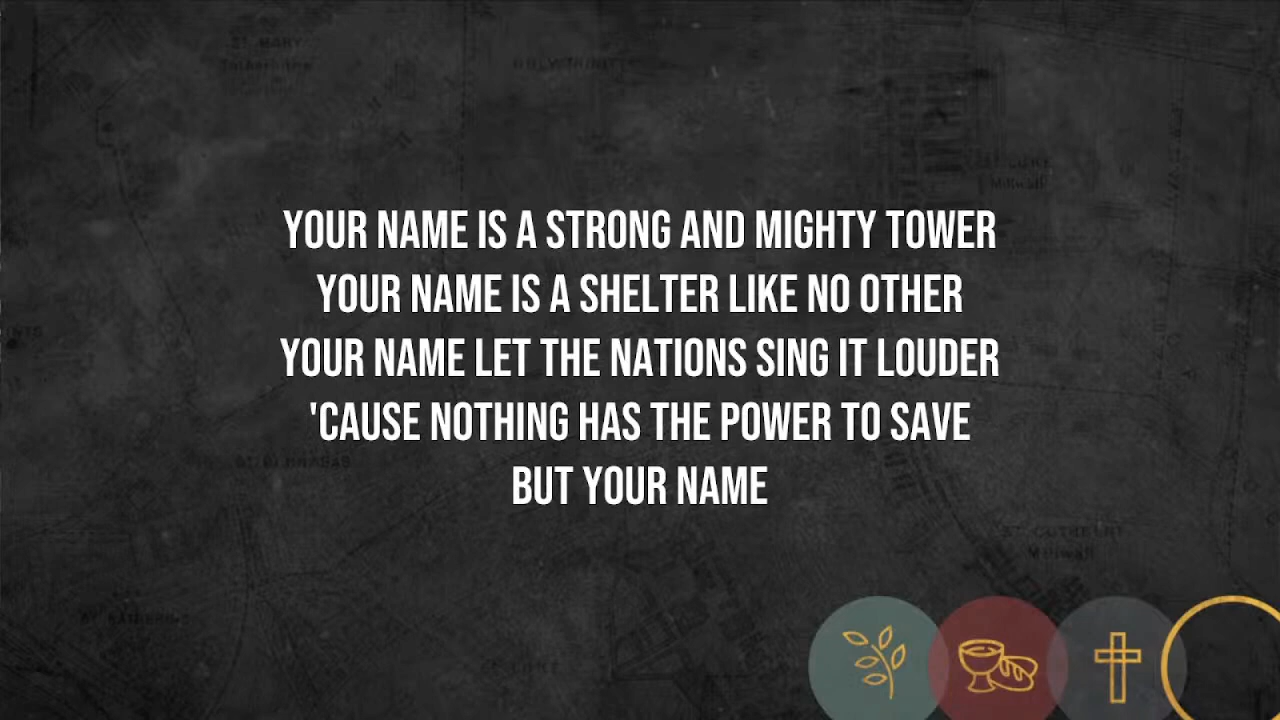 YOUR NAME IS A STRONG AND MIGHTY TOWER
YOUR NAME IS A SHELTER LIKE NO OTHER
YOUR NAME LET THE NATIONS SING IT LOUDER
'CAUSE NOTHING HAS THE POWER TO SAVE
BUT YOUR NAME